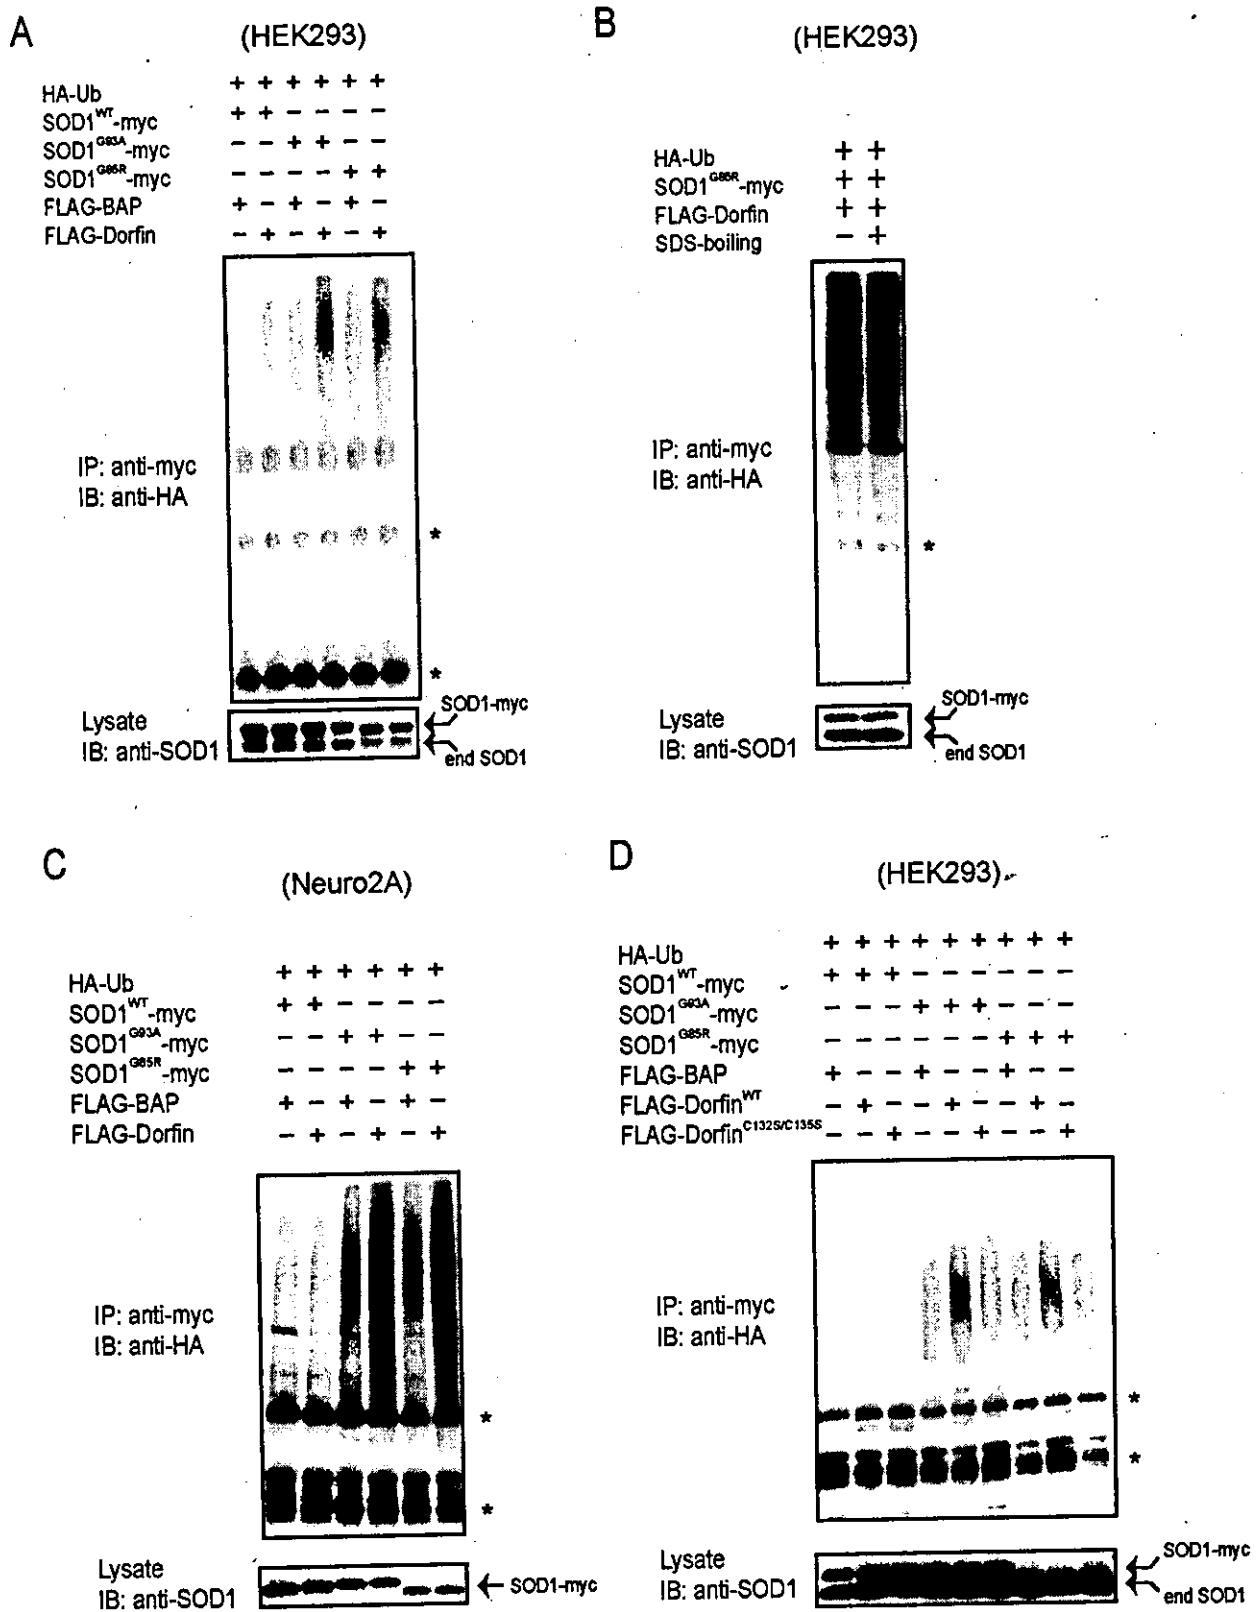 A
(HEK293)
HA-Ub + + + + + +
SOD1WT-myc + + − − − −
SOD1G93A-myc − − + + − −
SOD1G85R-myc − − − − + +
FLAG-BAP + − + − + −
FLAG-Dorfin − + − + − +
IP: anti-myc
IB: anti-HA
*
*
Lysate
IB: anti-SOD1
SOD1-myc
end SOD1
B
(HEK293)
HA-Ub + +
SOD1G85R-myc + +
FLAG-Dorfin + +
SDS-boiling − +
IP: anti-myc
IB: anti-HA
*
Lysate
IB: anti-SOD1
SOD1-myc
end SOD1
C
(Neuro2A)
HA-Ub + + + + + +
SOD1WT-myc + + − − − −
SOD1G93A-myc − − + + − −
SOD1G85R-myc − − − − + +
FLAG-BAP + − + − + −
FLAG-Dorfin − + − + − +
IP: anti-myc
IB: anti-HA
*
*
Lysate
IB: anti-SOD1
SOD1-myc
D
(HEK293)
HA-Ub + + + + + + + + +
SOD1WT-myc + + + − − − − − −
SOD1G93A-myc − − − + + + − − −
SOD1G85R-myc − − − − − − + + +
FLAG-BAP + − − + − − + − −
FLAG-DorfinWT − + − − + − − + −
FLAG-DorfinC132S/C135S − − + − − + − − +
IP: anti-myc
IB: anti-HA
*
*
Lysate
IB: anti-SOD1
SOD1-myc
end SOD1